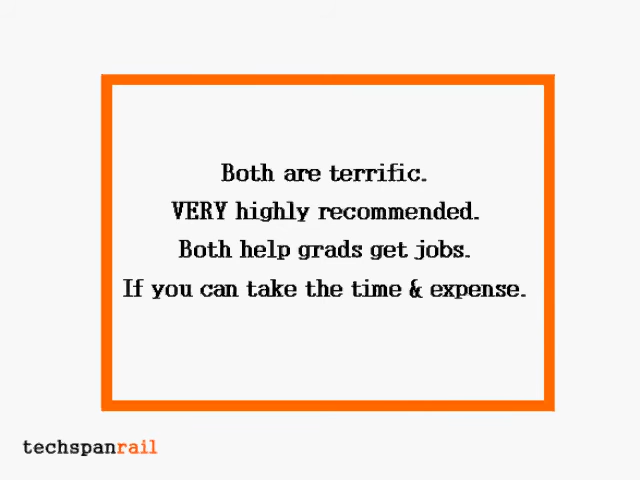 Both are terrific.
VERY highly recommended.
Both help grads get jobs.
If you can take the time & expense.
techspanrail